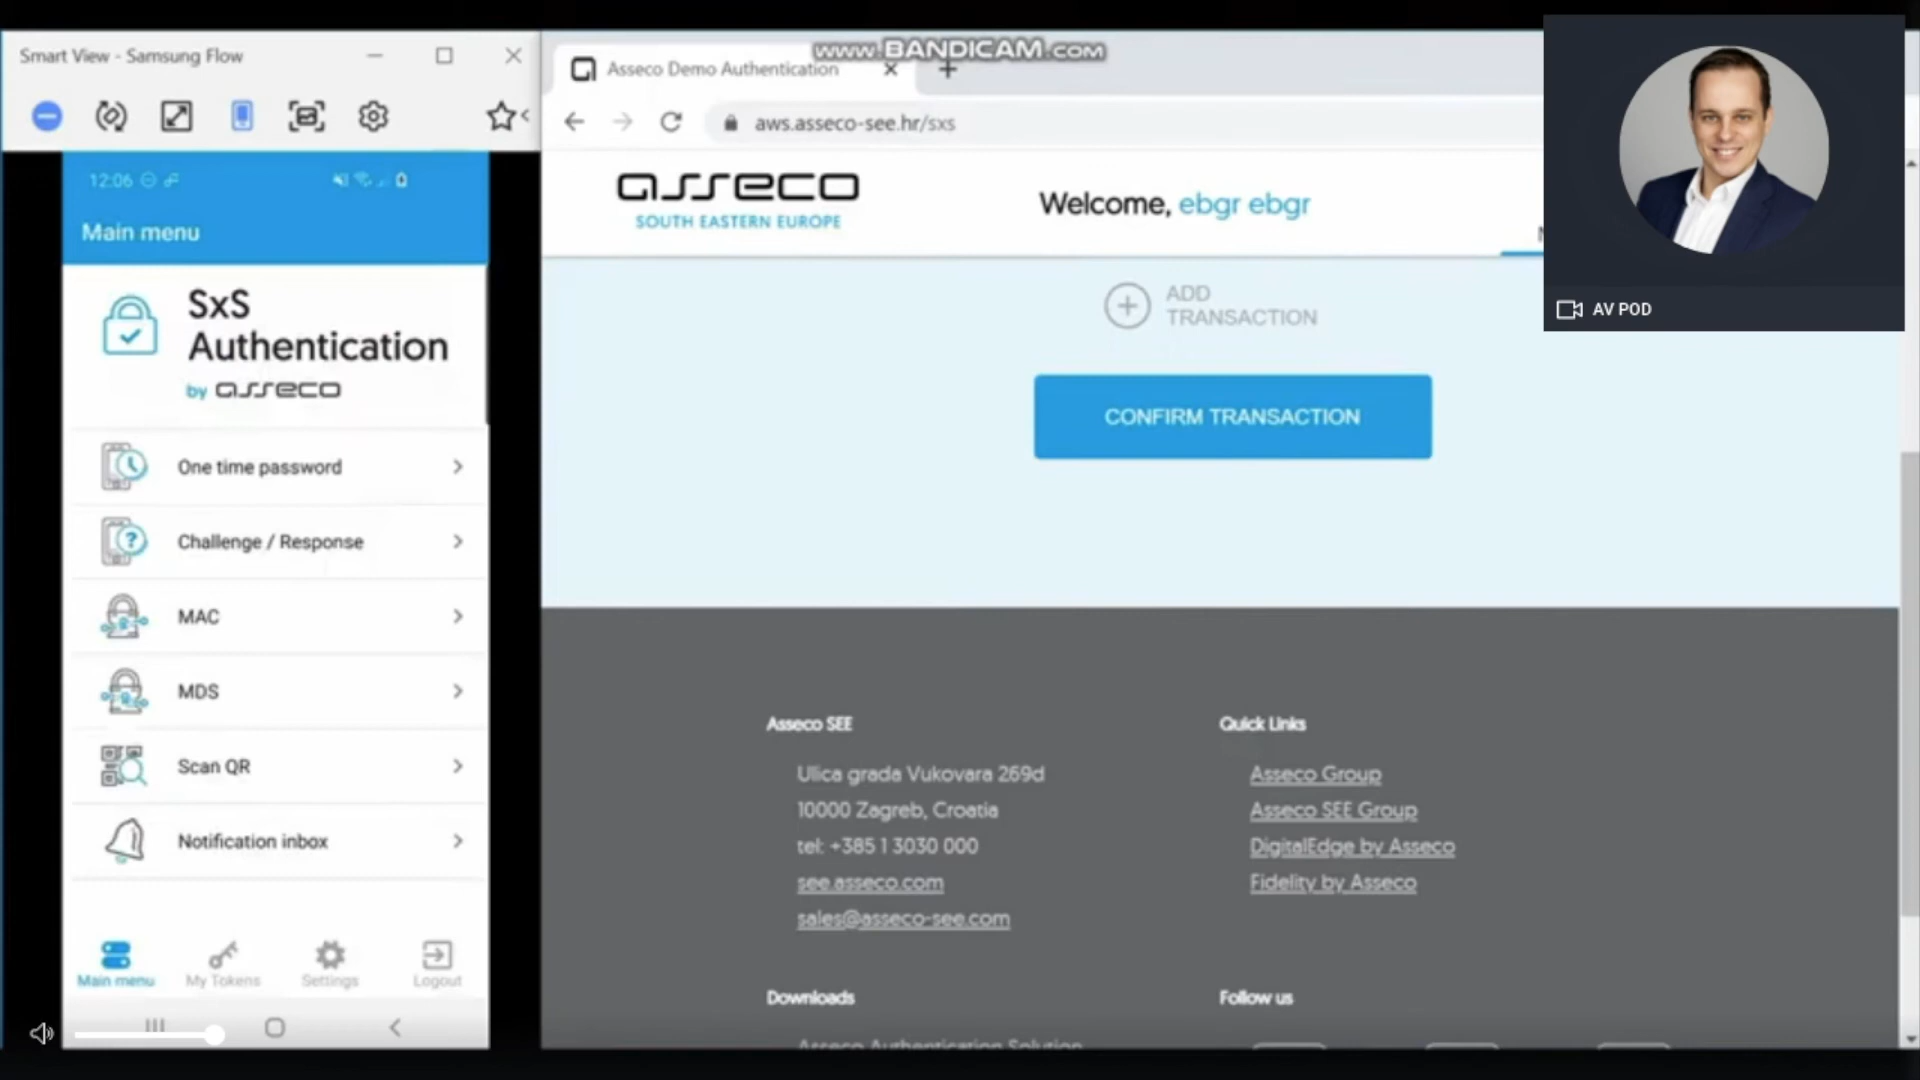 Smart View - Samsung Flow
12:06
Main menu
SxS
Authentication
by asseco
One time password
Challenge / Response
MAC
MDS
Scan QR
Notification inbox
Main menu
My Tokens
Settings
Logout
www.BANDICAM.com
Asseco Demo Authentication
aws.asseco-see.hr/sxs
asseco
SOUTH EASTERN EUROPE
Welcome, ebgr ebgr
ADD
TRANSACTION
CONFIRM TRANSACTION
AV POD
Asseco SEE
Ulica grada Vukovara 269d
10000 Zagreb, Croatia
tel: +385 1 3030 000
see.asseco.com
sales@asseco-see.com
Quick Links
Asseco Group
Asseco SEE Group
DigitalEdge by Asseco
Fidelity by Asseco
Downloads
Asseco Authentication Solution
Follow us